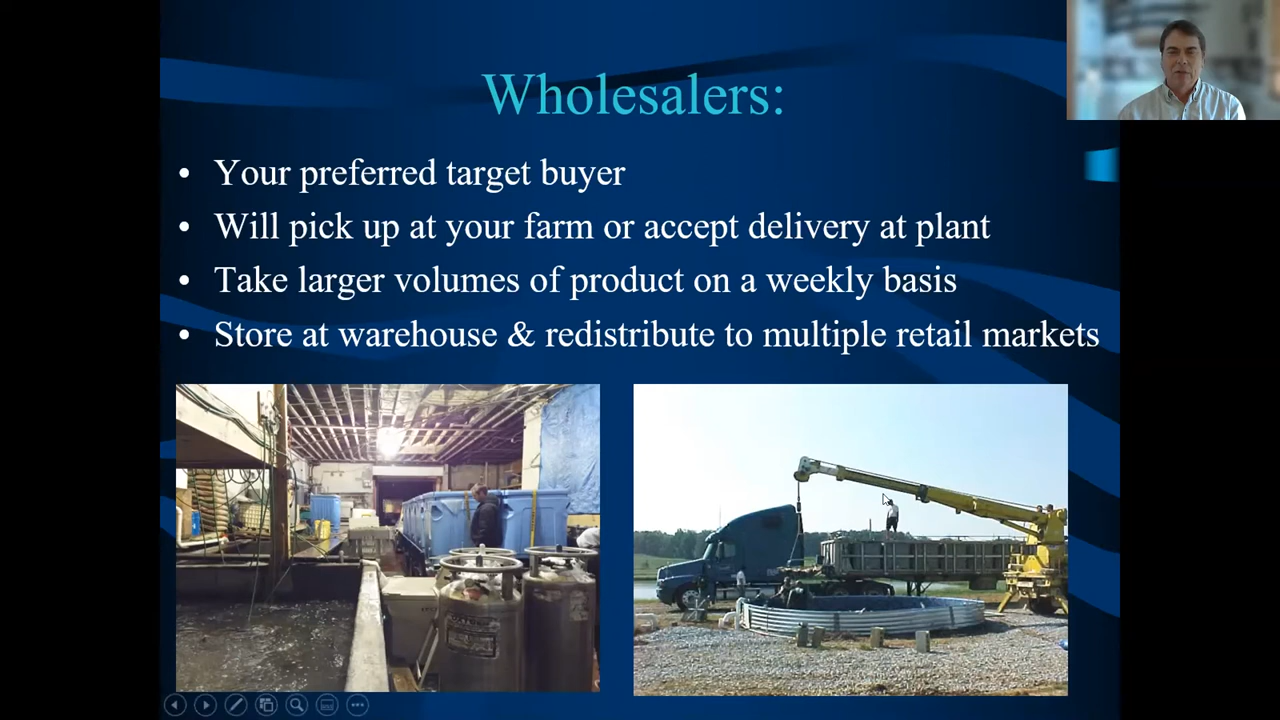 Wholesalers:
• Your preferred target buyer
• Will pick up at your farm or accept delivery at plant
• Take larger volumes of product on a weekly basis
• Store at warehouse & redistribute to multiple retail markets